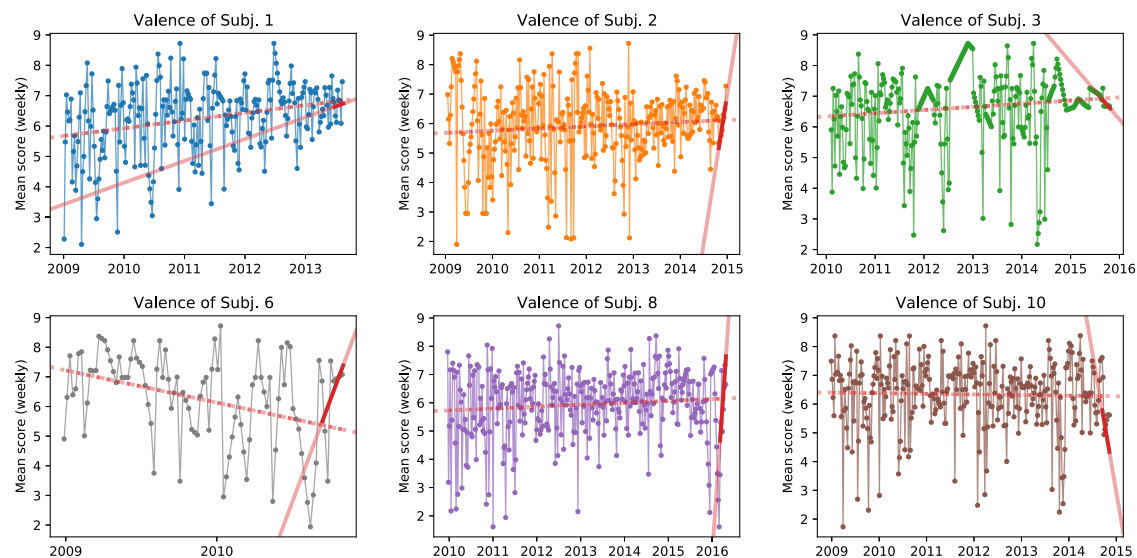 Valence of Subj. 1
Mean score (weekly)
9
8
7
6
5
4
3
2
2009 2010 2011 2012 2013
Valence of Subj. 2
Mean score (weekly)
9
8
7
6
5
4
3
2
2009 2010 2011 2012 2013 2014 2015
Valence of Subj. 3
Mean score (weekly)
9
8
7
6
5
4
3
2
2010 2011 2012 2013 2014 2015 2016
Valence of Subj. 6
Mean score (weekly)
9
8
7
6
5
4
3
2
2009 2010
Valence of Subj. 8
Mean score (weekly)
9
8
7
6
5
4
3
2
2010 2011 2012 2013 2014 2015 2016
Valence of Subj. 10
Mean score (weekly)
9
8
7
6
5
4
3
2
2009 2010 2011 2012 2013 2014 2015